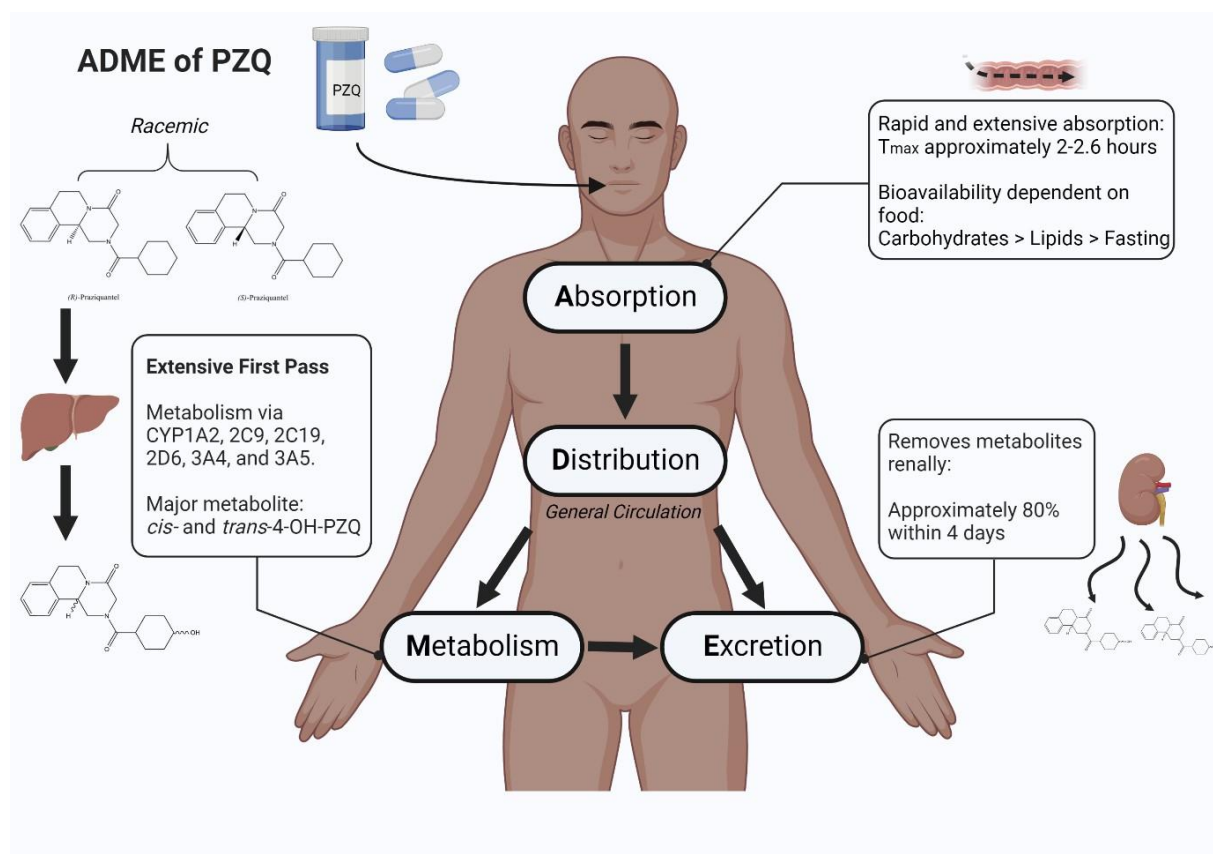 ADME of PZQ
PZQ
Racemic
(R)-Praziquantel
(S)-Praziquantel
Rapid and extensive absorption:
Tmax approximately 2-2.6 hours
Bioavailability dependent on
food:
Carbohydrates > Lipids > Fasting
Absorption
Extensive First Pass
Metabolism via
CYP1A2, 2C9, 2C19,
2D6, 3A4, and 3A5.
Major metabolite:
cis- and trans-4-OH-PZQ
Distribution
General Circulation
Removes metabolites
renally:
Approximately 80%
within 4 days
Metabolism
Excretion
O
N
N
H
O
O
N
N
H
O
O
N
N
H
O
OH